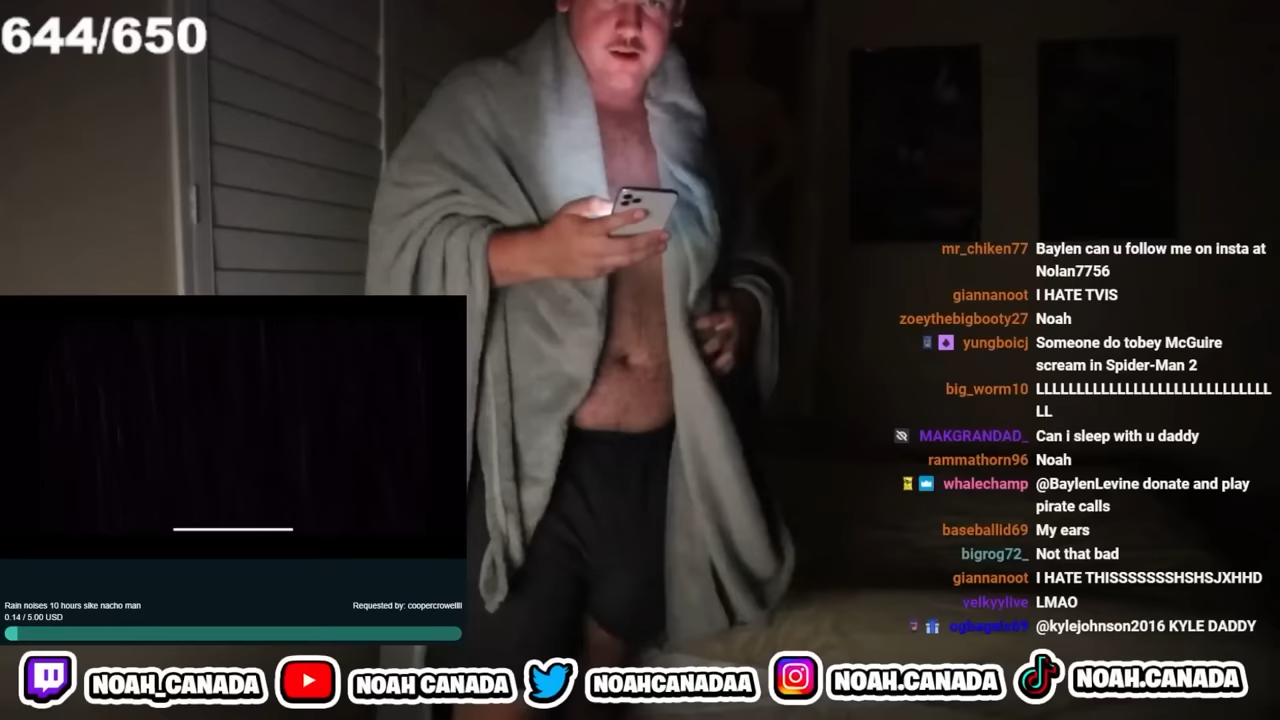 644/650
mr_chiken77 Baylen can u follow me on insta at
Nolan7756
giannanoot I HATE TVIS
zoeythebigbooty27 Noah
yungboicj Someone do tobey McGuire
scream in Spider-Man 2
big_worm10 LLLLLLLLLLLLLLLLLLLLLLLLLLLL
LL
MAKGRANDAD_ Can i sleep with u daddy
rammathorn96 Noah
whalechamp @BaylenLevine donate and play
pirate calls
baseballid69 My ears
bigrog72_ Not that bad
giannanoot I HATE THISSSSSSSHSHSJXHHD
yelkyylive LMAO
@kylejohnson2016 KYLE DADDY
Rain noises 10 hours sike nacho man Requested by: coopercrowellll
0.14 / 5.00 USD
NOAH_CANADA NOAH CANADA NOAHCANADAA NOAH.CANADA NOAH.CANADA